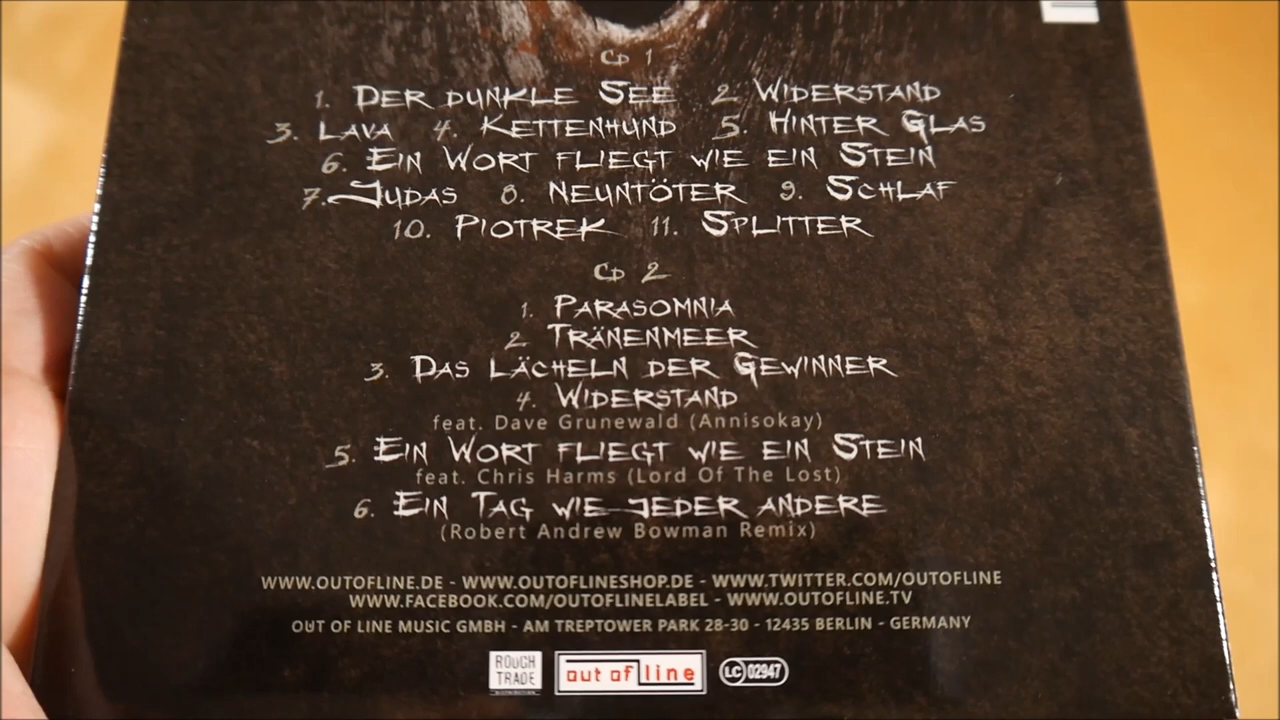 CD 1
1. DER DUNKLE SEE 2. WIDERSTAND
3. LAVA 4. KETTENHUND 5. HINTER GLAS
6. EIN WORT FLIEGT WIE EIN STEIN
7. JUDAS 8. NEUNTÖTER 9. SCHLAF
10. PIOTREK 11. SPLITTER
CD 2
1. PARASOMNIA
2. TRÄNENMEER
3. DAS LÄCHELN DER GEWINNER
4. WIDERSTAND
feat. Dave Grunewald (Annisokay)
5. EIN WORT FLIEGT WIE EIN STEIN
feat. Chris Harms (Lord Of The Lost)
6. EIN TAG WIE JEDER ANDERE
(Robert Andrew Bowman Remix)
WWW.OUTOFLINE.DE - WWW.OUTOFLINESHOP.DE - WWW.TWITTER.COM/OUTOFLINE
WWW.FACEBOOK.COM/OUTOFLINELABEL - WWW.OUTOFLINE.TV
OUT OF LINE MUSIC GMBH - AM TREPTOWER PARK 28-30 - 12435 BERLIN - GERMANY
ROUGH
TRADE
out of line
LC 02947